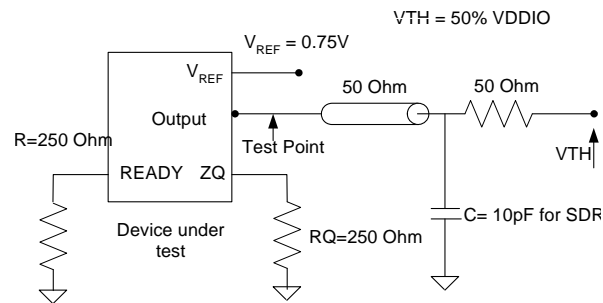 VTH = 50% VDDIO
VREF = 0.75V
VREF
50 Ohm
50 Ohm
Output
R=250 Ohm
Test Point
VTH
READY
ZQ
C= 10pF for SDR
Device under
test
RQ=250 Ohm